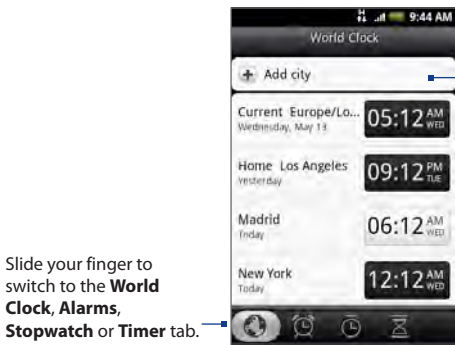 H 9:44 AM
World Clock
Add city
Current Europe/Lo...
Wednesday, May 13
05:12 AM WED
Home Los Angeles
Yesterday
09:12 PM TUE
Madrid
Today
06:12 AM WED
New York
Today
12:12 AM WED
Slide your finger to
switch to the World
Clock, Alarms,
Stopwatch or Timer tab.